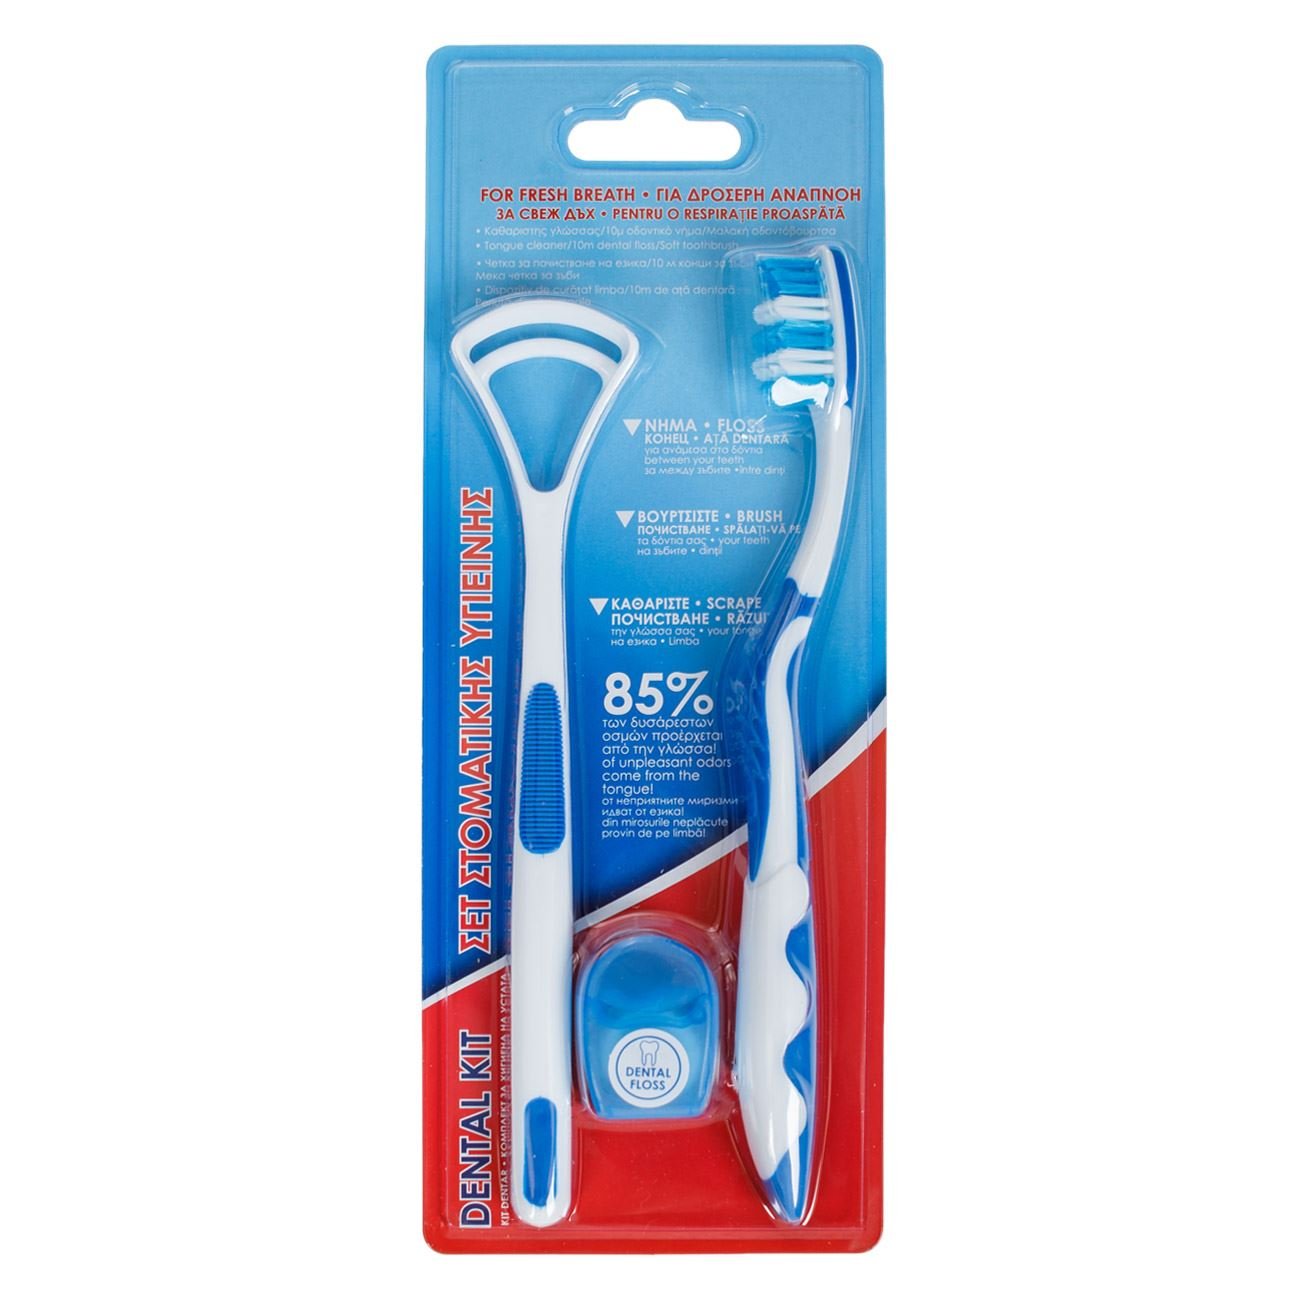 FOR FRESH BREATH • ΓΙΑ ΔΡΟΣΕΡΗ ΑΝΑΠΝΟΗ
ЗА СВЕЖ ДЪХ • PENTRU O RESPIRAȚIE PROASPĂTĂ
• Καθαριστης γλώσσας/10μ οδοντικό νήμα/Μαλακή οδοντόβουρτσα
• Tongue cleaner/10m dental floss/Soft toothbrush
• Четка за почистване на езика/10 м конци за зъби
Мека четка за зъби
• Dispozitiv de curățat limba/10m de ață dentară
ΝΗΜΑ • FLOSS
КОНЕЦ • AȚĂ DENTARĂ
για ανάμεσα στα δόντια
between your teeth
за между зъбите • între dinți
ΒΟΥΡΤΣΙΣΤΕ • BRUSH
ПОЧИСТВАНЕ • SPĂLAȚI-VĂ PE
τα δόντια σας • your teeth
на зъбите • dinții
ΚΑΘΑΡΙΣΤΕ • SCRAPE
ПОЧИСТВАНЕ • RĂZUI
την γλώσσα σας • your tongue
на езика • Limba
85%
των δυσάρεστων
οσμών προέρχεται
από την γλώσσα!
of unpleasant odors
come from the
tongue!
от неприятните миризми
идват от езика!
din mirosurile neplăcute
provin de pe limbă!
DENTAL KIT ΣΕΤ ΣΤΟΜΑΤΙΚΗΣ ΥΓΙΕΙΝΗΣ
KIT-DENTAR • КОМПЛЕКТ ЗА ХИГИЕНА НА УСТАТА
DENTAL
FLOSS